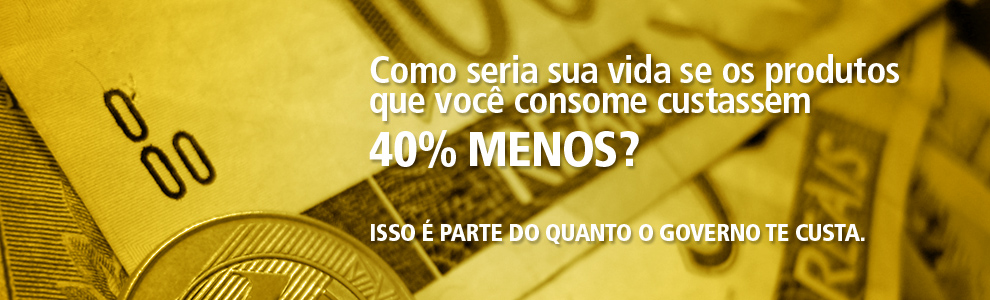 Como seria sua vida se os produtos
que você consome custassem
40% MENOS?
ISSO É PARTE DO QUANTO O GOVERNO TE CUSTA.
REAIS